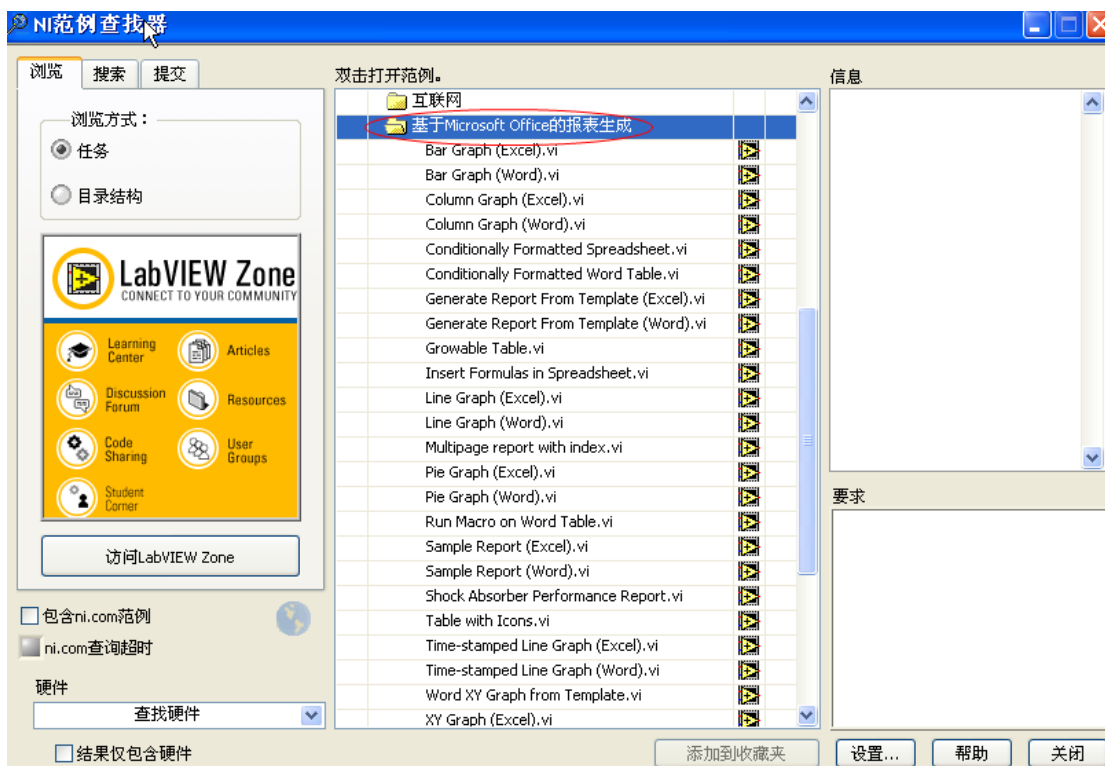 NI范例查找器
浏览
搜索
提交
浏览方式：
任务
目录结构
LabVIEW Zone
CONNECT TO YOUR COMMUNITY
Learning Center
Articles
Discussion Forum
Resources
Code Sharing
User Groups
Student Corner
访问LabVIEW Zone
包含ni.com范例
ni.com查询超时
硬件
查找硬件
结果仅包含硬件
双击打开范例。
互联网
基于Microsoft Office的报表生成
Bar Graph (Excel).vi
Bar Graph (Word).vi
Column Graph (Excel).vi
Column Graph (Word).vi
Conditionally Formatted Spreadsheet.vi
Conditionally Formatted Word Table.vi
Generate Report From Template (Excel).vi
Generate Report From Template (Word).vi
Growable Table.vi
Insert Formulas in Spreadsheet.vi
Line Graph (Excel).vi
Line Graph (Word).vi
Multipage report with index.vi
Pie Graph (Excel).vi
Pie Graph (Word).vi
Run Macro on Word Table.vi
Sample Report (Excel).vi
Sample Report (Word).vi
Shock Absorber Performance Report.vi
Table with Icons.vi
Time-stamped Line Graph (Excel).vi
Time-stamped Line Graph (Word).vi
Word XY Graph from Template.vi
XY Graph (Excel).vi
信息
要求
添加到收藏夹
设置...
帮助
关闭